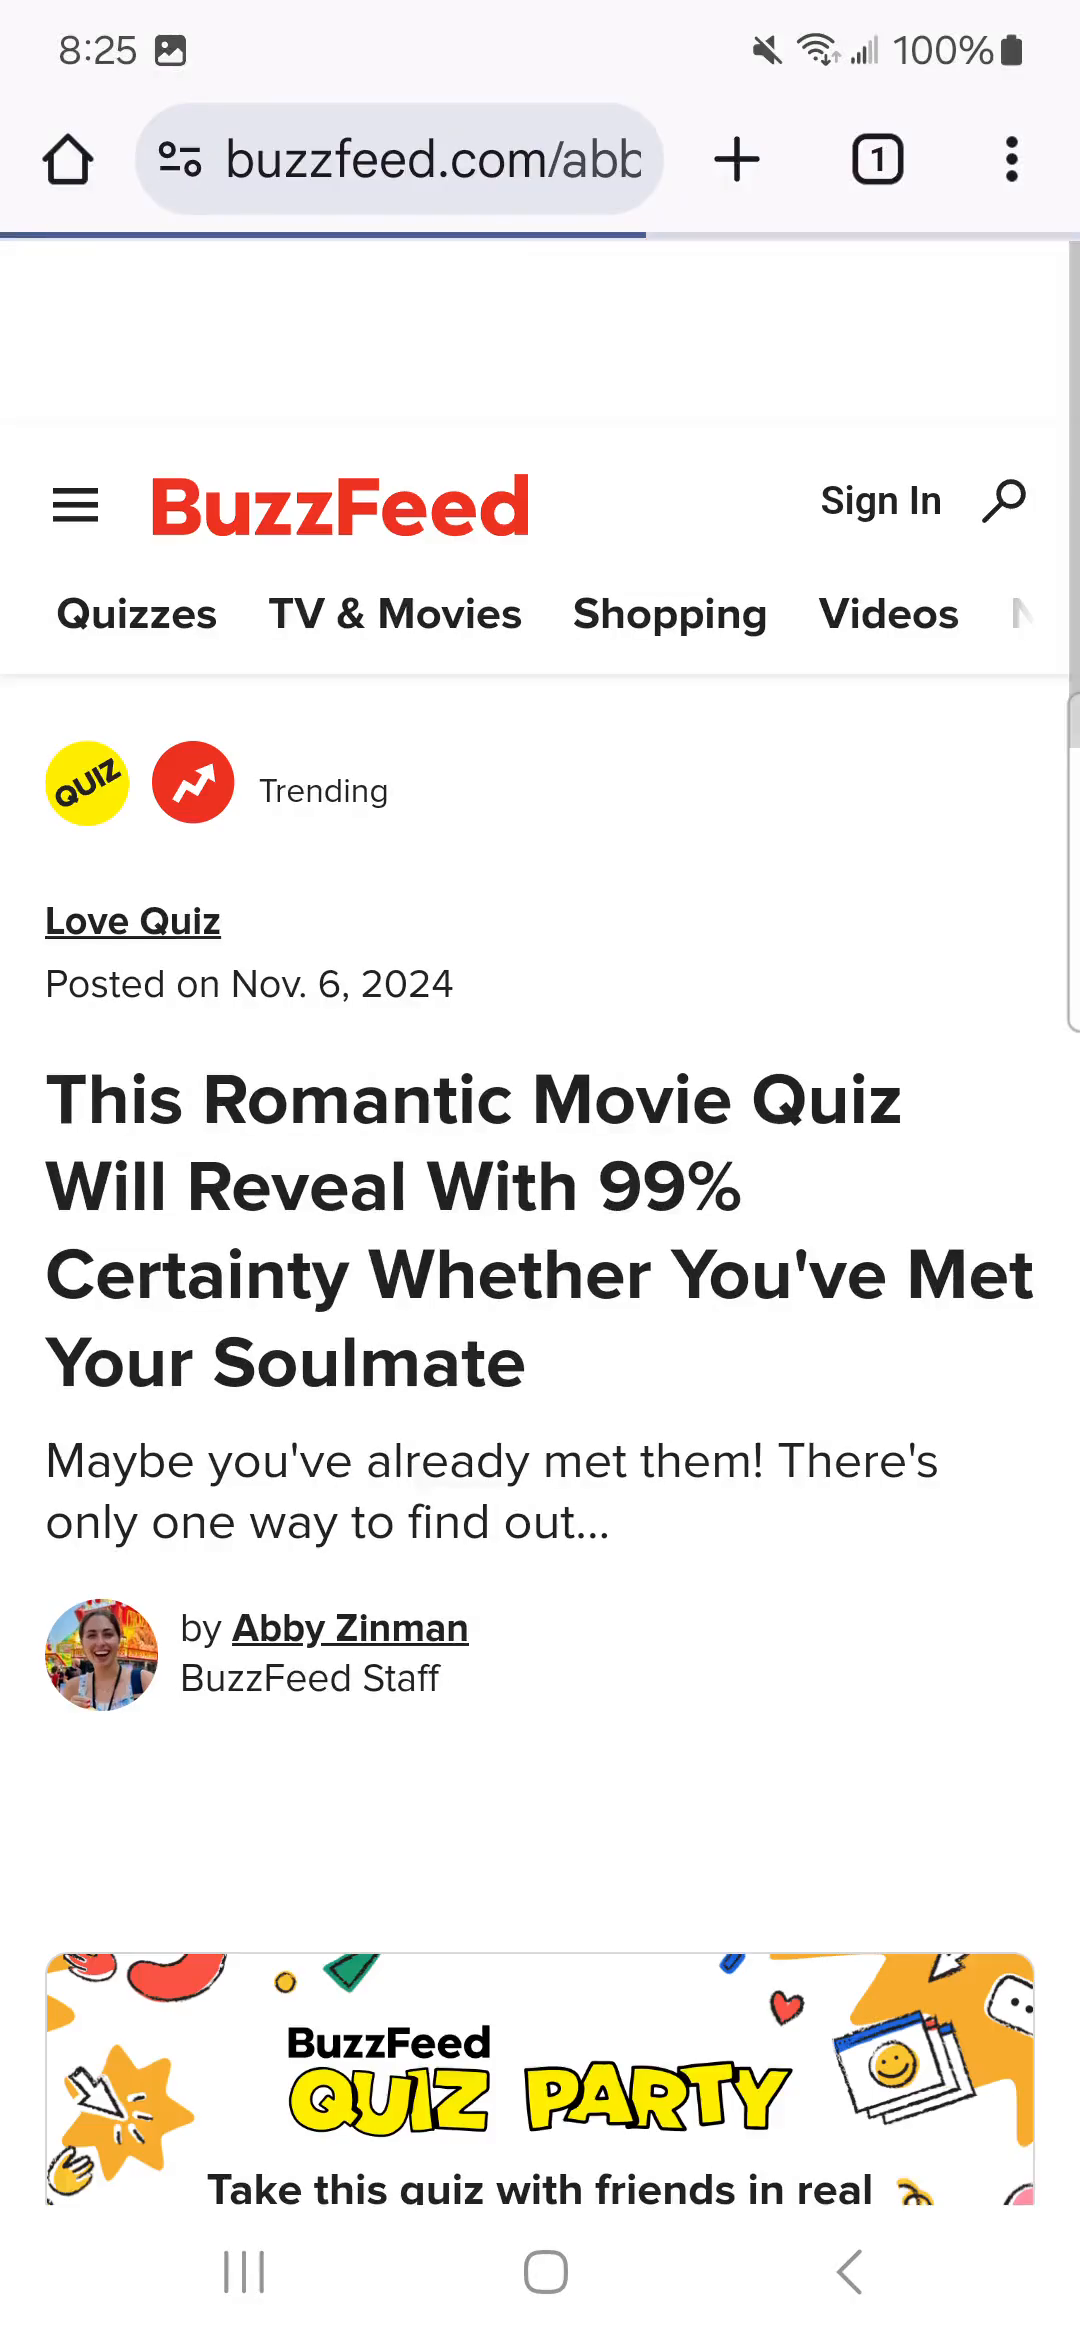 8:25
100%
buzzfeed.com/abb
1
BuzzFeed
Sign In
Quizzes TV & Movies Shopping Videos
QUIZ
Trending
Love Quiz
Posted on Nov. 6, 2024
This Romantic Movie Quiz
Will Reveal With 99%
Certainty Whether You've Met
Your Soulmate
Maybe you've already met them! There's
only one way to find out...
by Abby Zinman
BuzzFeed Staff
BuzzFeed
QUIZ PARTY
Take this quiz with friends in real